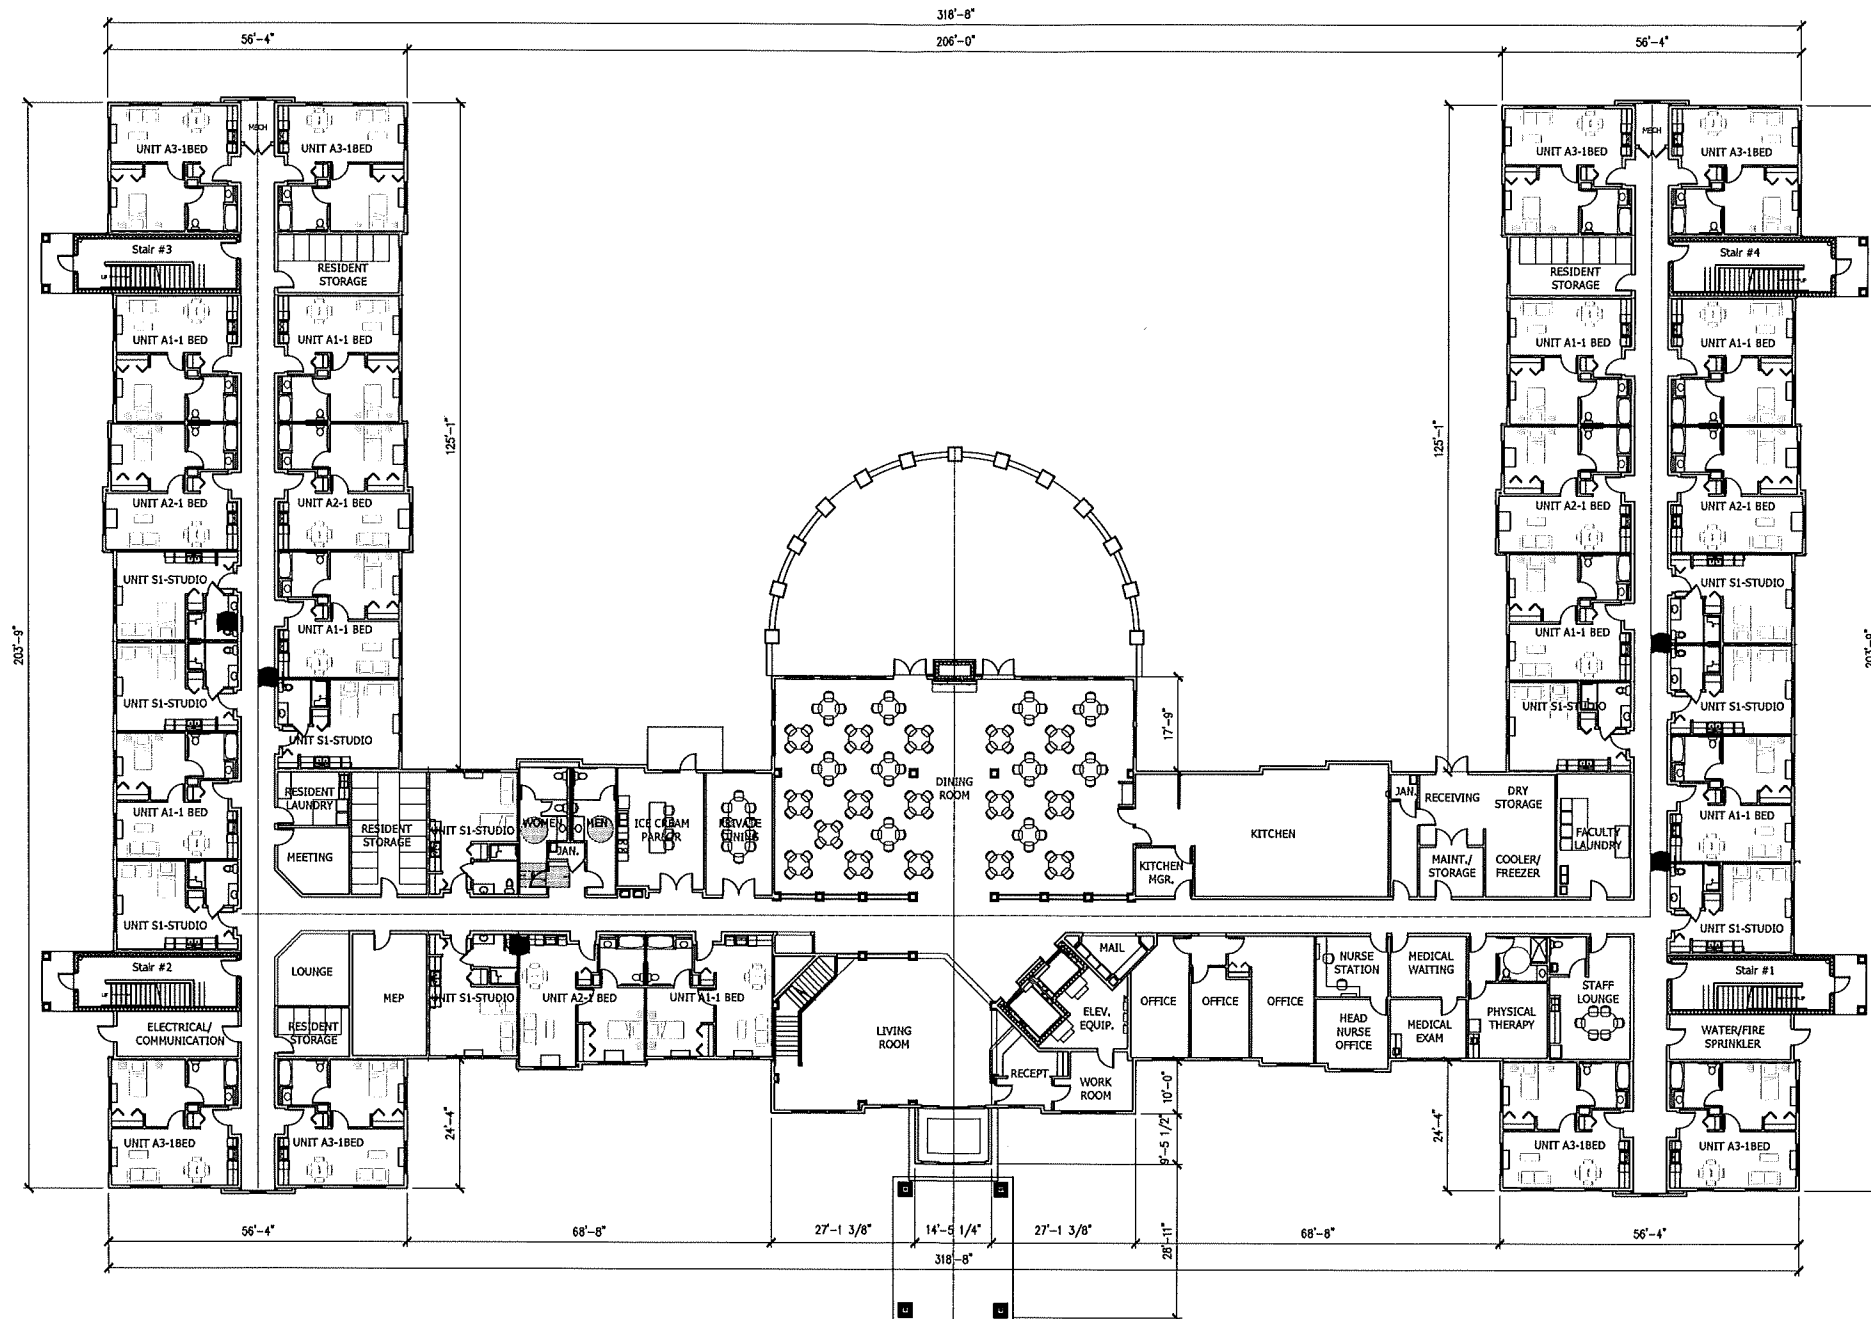 318'-8"
56'-4"
206'-0"
56'-4"
MECH
MECH
UNIT A3-1BED
UNIT A3-1BED
UNIT A3-1BED
UNIT A3-1BED
Stair #3
RESIDENT
STORAGE
RESIDENT
STORAGE
Stair #4
UNIT A1-1 BED
UNIT A1-1 BED
UNIT A1-1 BED
UNIT A1-1 BED
125'-1"
125'-1"
UNIT A2-1 BED
UNIT A2-1 BED
UNIT A2-1 BED
UNIT A2-1 BED
UNIT S1-STUDIO
UNIT S1-STUDIO
203'-9"
UNIT A1-1 BED
UNIT A1-1 BED
203'-9"
UNIT S1-STUDIO
UNIT S1-STUDIO
UNIT S1-STUDIO
UNIT S1-STUDIO
17'-9"
DINING
ROOM
RESIDENT
LAUNDRY
JAN.
RECEIVING
DRY
STORAGE
UNIT A1-1 BED
UNIT A1-1 BED
RESIDENT
STORAGE
UNIT S1-STUDIO
WOMEN
MEN
ICE CREAM
PARLOR
PRIVATE
DINING
KITCHEN
FACULTY
LAUNDRY
MEETING
JAN.
KITCHEN
MGR.
MAINT./
STORAGE
COOLER/
FREEZER
UNIT S1-STUDIO
UNIT S1-STUDIO
Stair #2
LOUNGE
MEP
UNIT S1-STUDIO
UNIT A2-1 BED
UNIT A1-1 BED
MAIL
NURSE
STATION
MEDICAL
WAITING
STAFF
LOUNGE
Stair #1
ELECTRICAL/
COMMUNICATION
RESIDENT
STORAGE
LIVING
ROOM
ELEV.
EQUIP.
OFFICE
OFFICE
OFFICE
HEAD
NURSE
OFFICE
MEDICAL
EXAM
PHYSICAL
THERAPY
WATER/FIRE
SPRINKLER
RECEPT.
WORK
ROOM
10'-0"
24'-4"
24'-4"
9'-5 1/2"
UNIT A3-1BED
UNIT A3-1BED
UNIT A3-1BED
UNIT A3-1BED
56'-4"
68'-8"
27'-1 3/8"
14'-5 1/4"
27'-1 3/8"
28'-11"
68'-8"
56'-4"
318'-8"